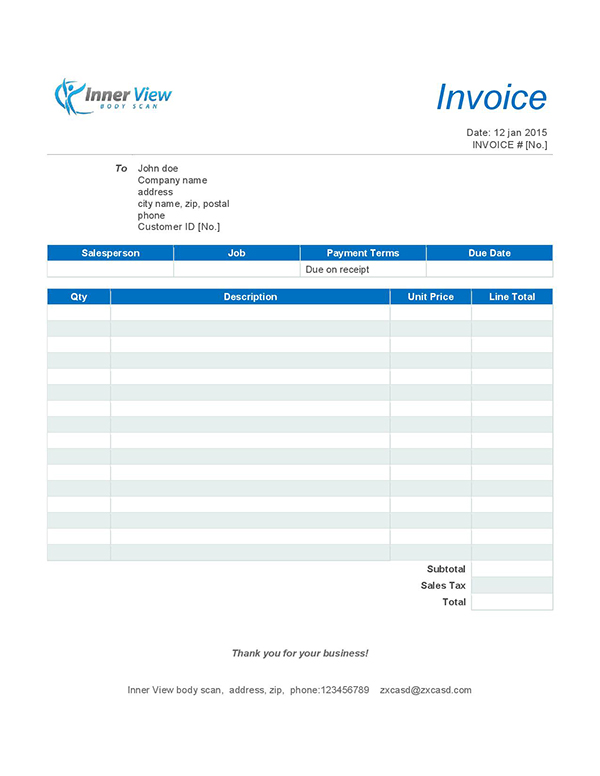 Inner View
BODY SCAN
Invoice
Date: 12 jan 2015
INVOICE # [No.]
To John doe
Company name
address
city name, zip, postal
phone
Customer ID [No.]
Salesperson Job Payment Terms Due Date
Due on receipt
Qty Description Unit Price Line Total
Subtotal
Sales Tax
Total
Thank you for your business!
Inner View body scan, address, zip, phone:123456789 zxcasd@zxcasd.com